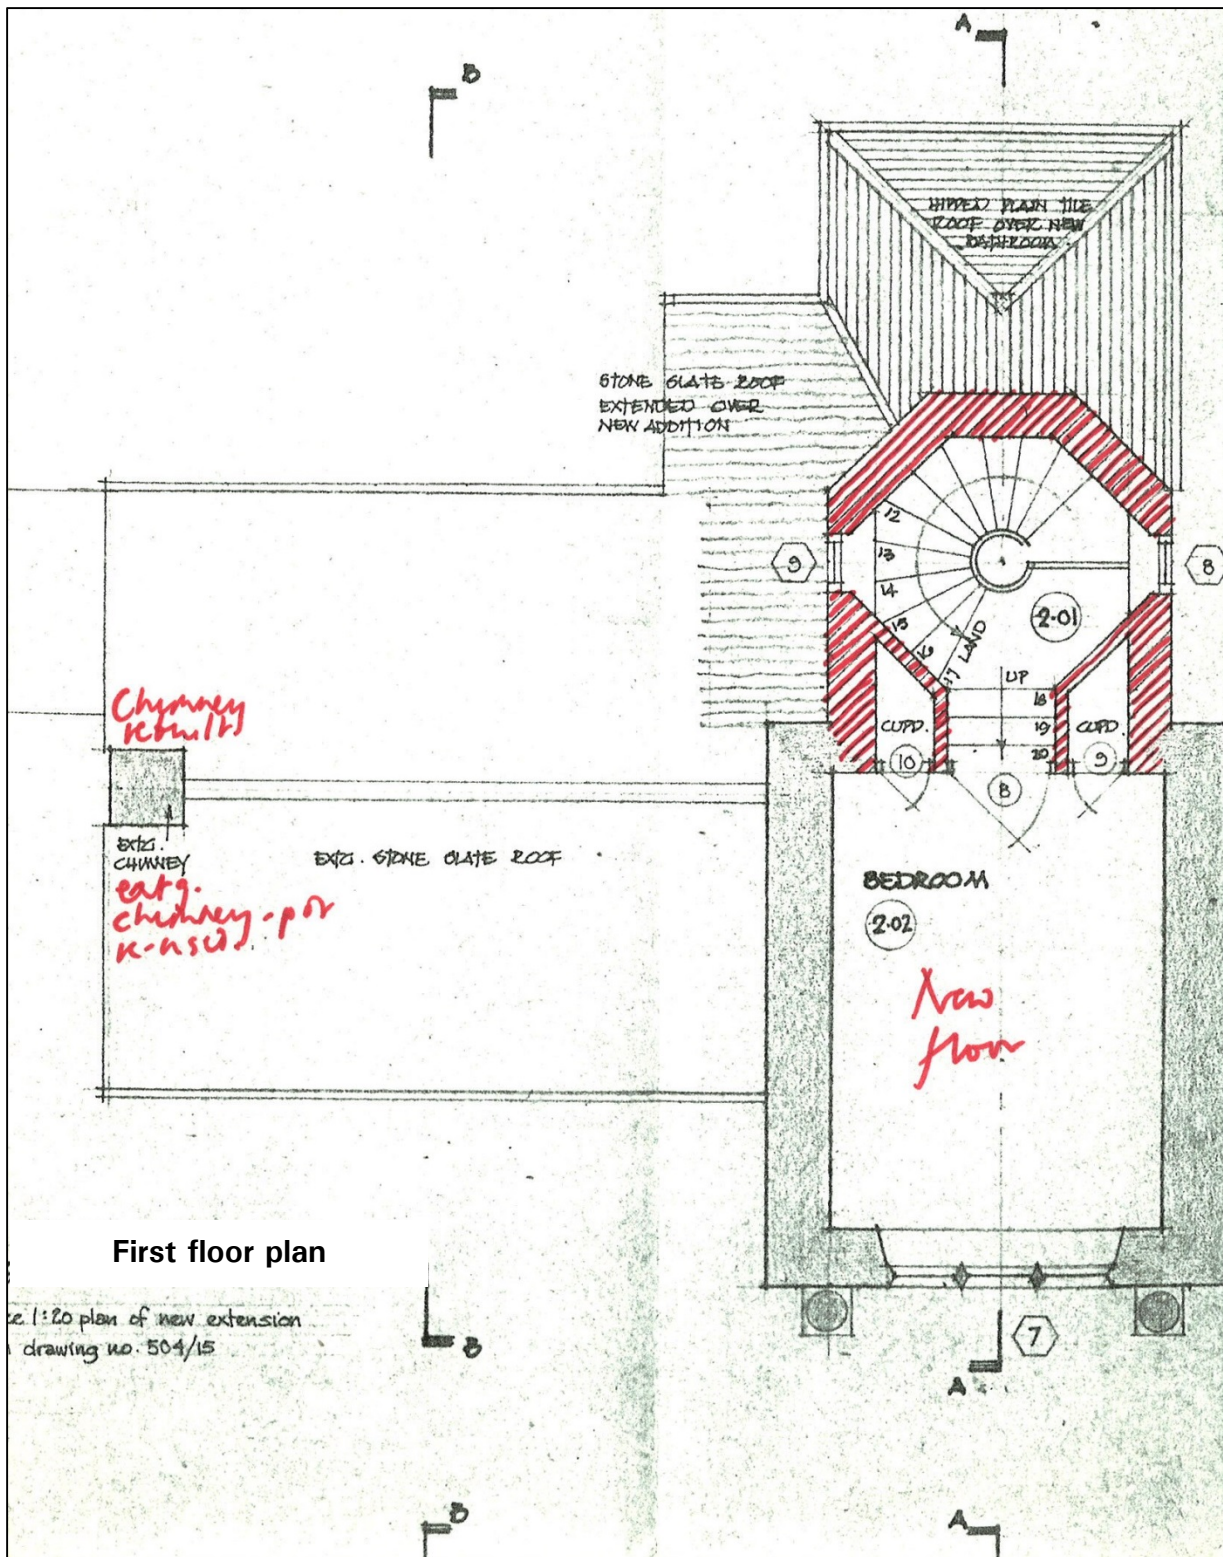 A
B
HIPPED PLAIN TILE
ROOF OVER NEW
BATHROOM
STONE SLATE ROOF
EXTENDED OVER
NEW ADDITION
12
13
14
15
16
17 LAND
9
8
2.01
UP
18
19
20
CUPD.
10
CUPD.
9
8
Chimney
rebuilt
EXTG.
CHIMNEY
EXTG. STONE SLATE ROOF
extg.
chimney-pot
re-used.
BEDROOM
2.02
New
floor
First floor plan
1:20 plan of new extension
drawing no. 504/15
B
7
A
B
A